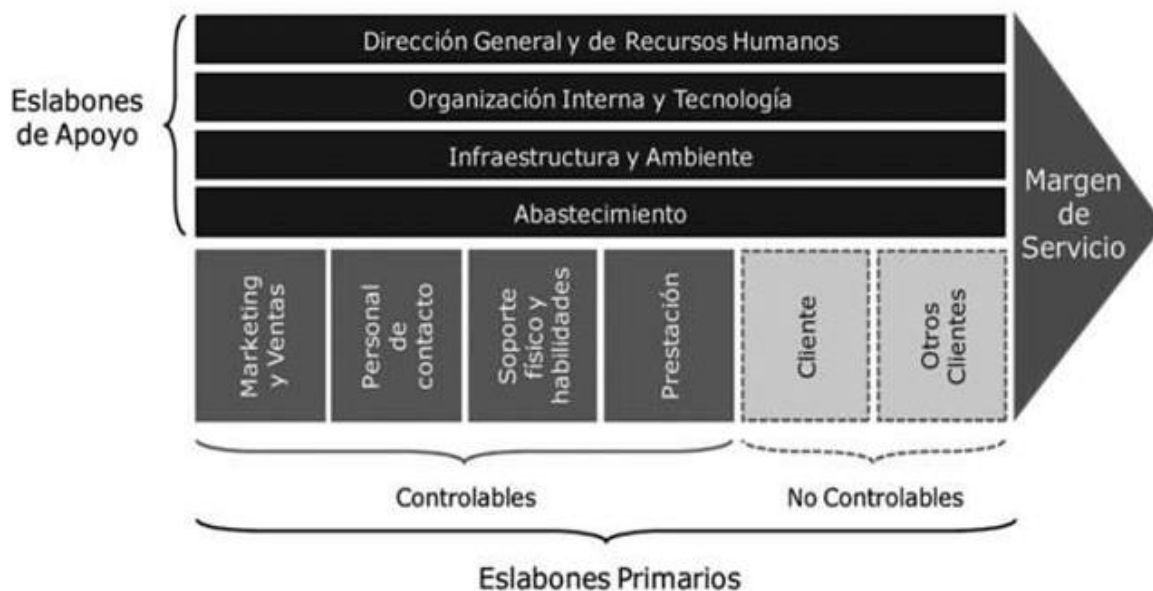 Dirección General y de Recursos Humanos
Organización Interna y Tecnología
Infraestructura y Ambiente
Abastecimiento
Eslabones
de Apoyo
Margen
de
Servicio
Marketing
y Ventas
Personal
de
contacto
Soporte
físico y
habilidades
Prestación
Cliente
Otros
Clientes
Controlables
No Controlables
Eslabones Primarios